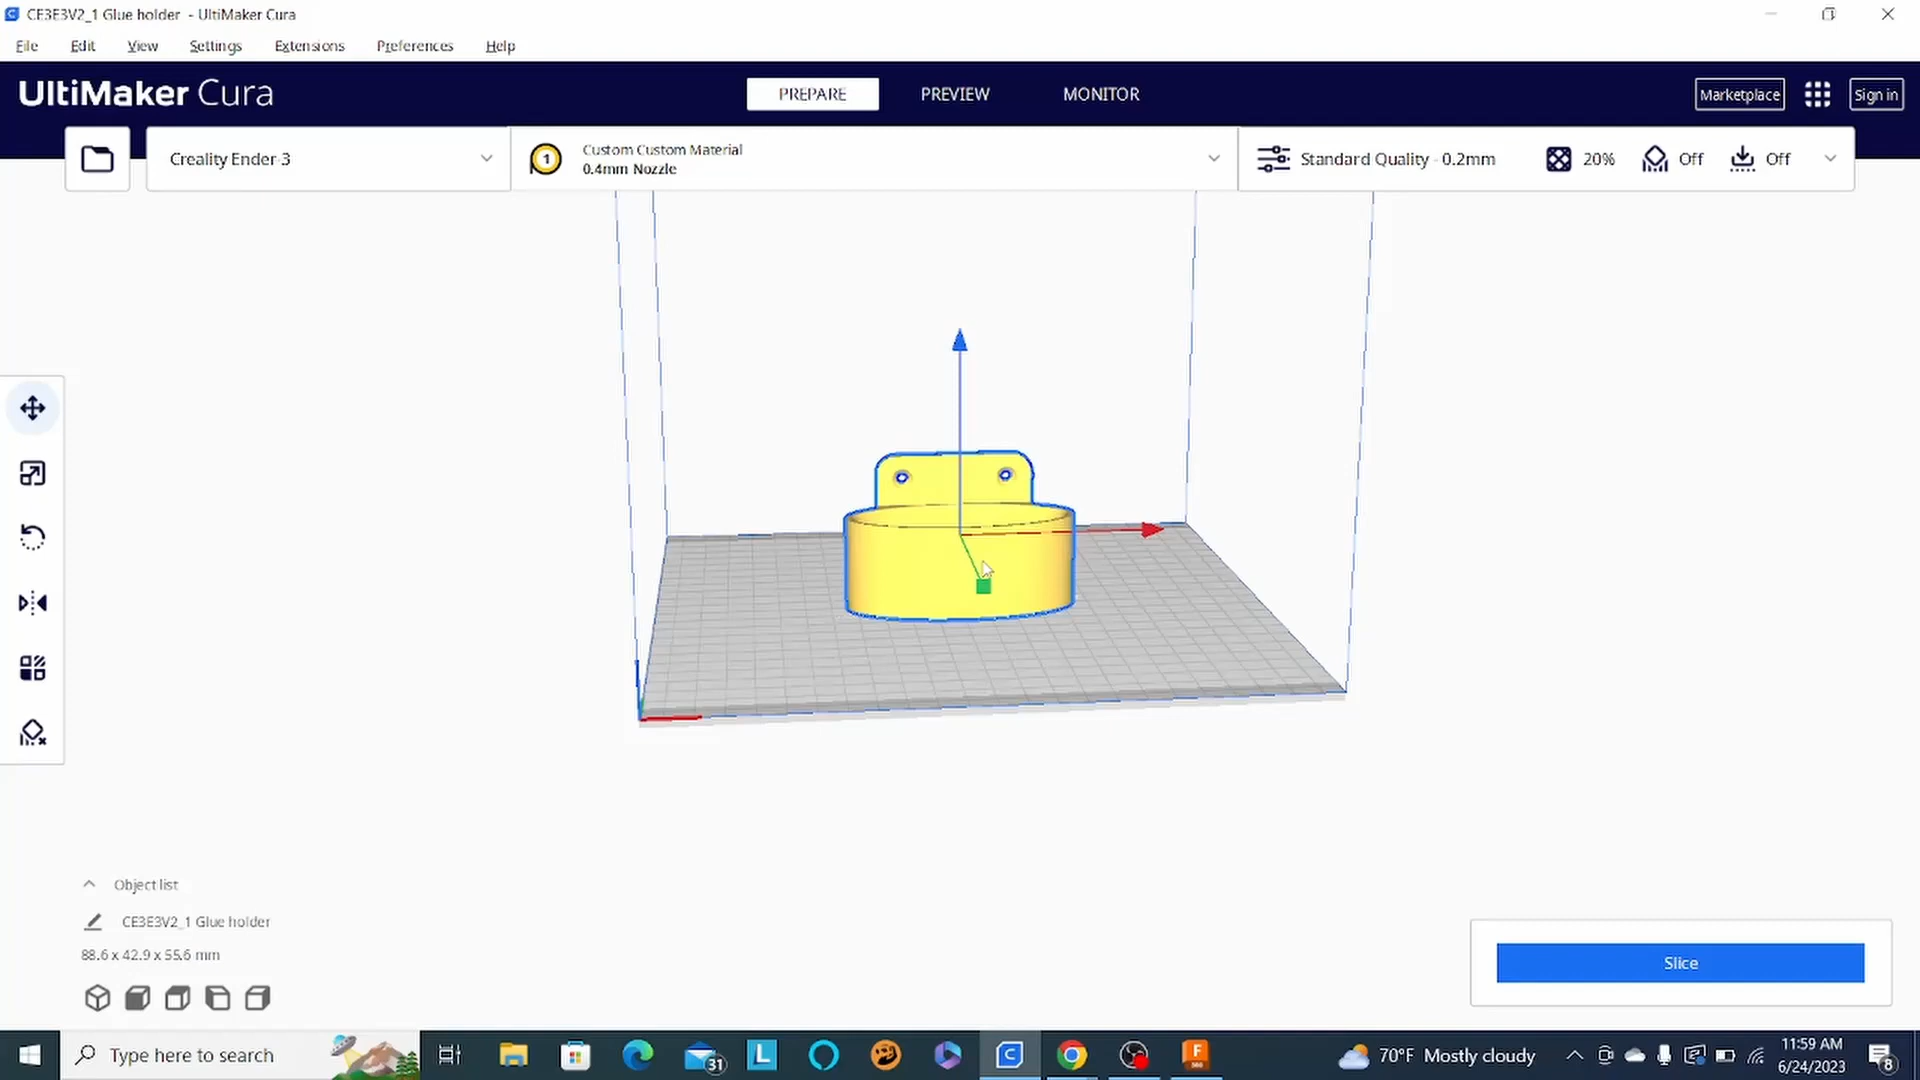 CE3E3V2_1 Glue holder - UltiMaker Cura
File Edit View Settings Extensions Preferences Help
UltiMaker Cura
PREPARE PREVIEW MONITOR
Marketplace Sign in
Creality Ender-3
1
Custom Custom Material
0.4mm Nozzle
Standard Quality - 0.2mm 20% Off Off
Object list
CE3E3V2_1 Glue holder
88.6 x 42.9 x 55.6 mm
Slice
Type here to search
31
L
70°F Mostly cloudy
11:59 AM
6/24/2023
8